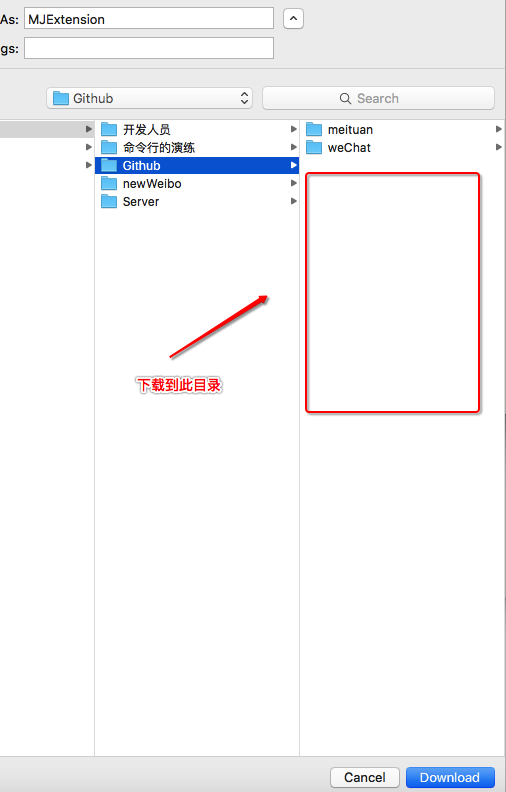 As: MJExtension
gs:
Github
Search
开发人员
命令行的演练
Github
newWeibo
Server
meituan
weChat
下载到此目录
Cancel
Download